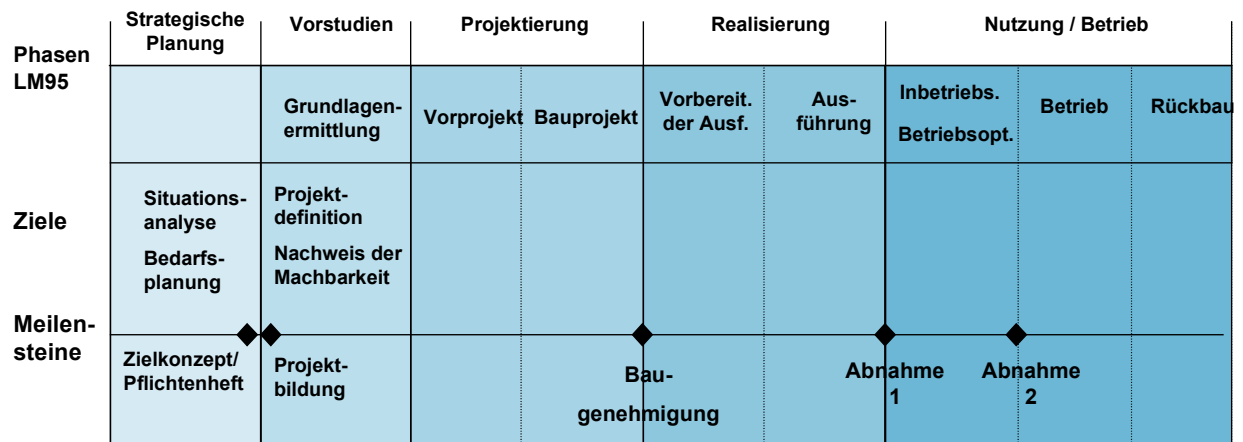 Strategische
Planung
Vorstudien
Projektierung
Realisierung
Nutzung / Betrieb
Phasen
LM95
Grundlagen-
ermittlung
Vorprojekt
Bauprojekt
Vorbereit.
der Ausf.
Aus-
führung
Inbetriebs.
Betriebsopt.
Betrieb
Rückbau
Ziele
Situations-
analyse
Bedarfs-
planung
Projekt-
definition
Nachweis der
Machbarkeit
Meilen-
steine
Zielkonzept/
Pflichtenheft
Projekt-
bildung
Bau-
genehmigung
Abnahme
1
Abnahme
2